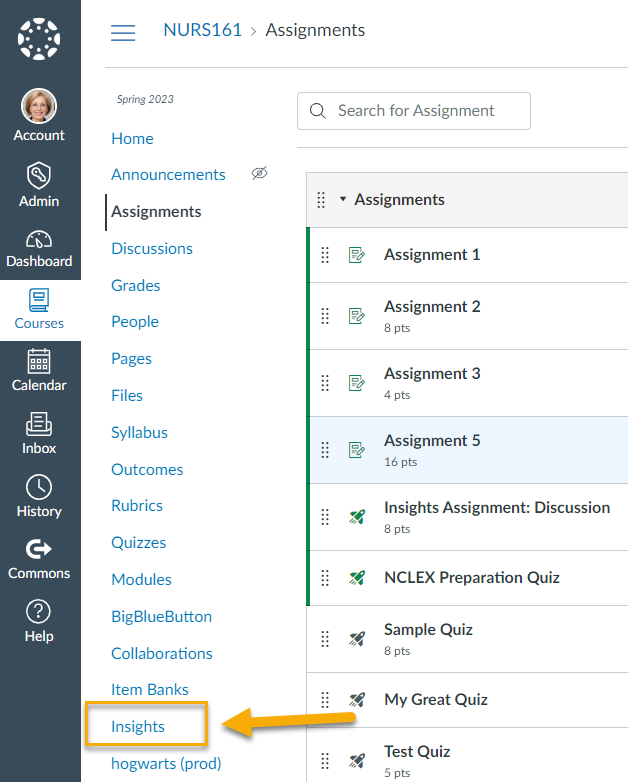 NURS161 > Assignments
Account
Admin
Dashboard
Courses
Calendar
Inbox
History
Commons
Help
Spring 2023
Home
Announcements
Assignments
Discussions
Grades
People
Pages
Files
Syllabus
Outcomes
Rubrics
Quizzes
Modules
BigBlueButton
Collaborations
Item Banks
Insights
hogwarts (prod)
Search for Assignment
Assignments
Assignment 1
Assignment 2
8 pts
Assignment 3
4 pts
Assignment 5
16 pts
Insights Assignment: Discussion
8 pts
NCLEX Preparation Quiz
Sample Quiz
8 pts
My Great Quiz
Test Quiz
5 pts